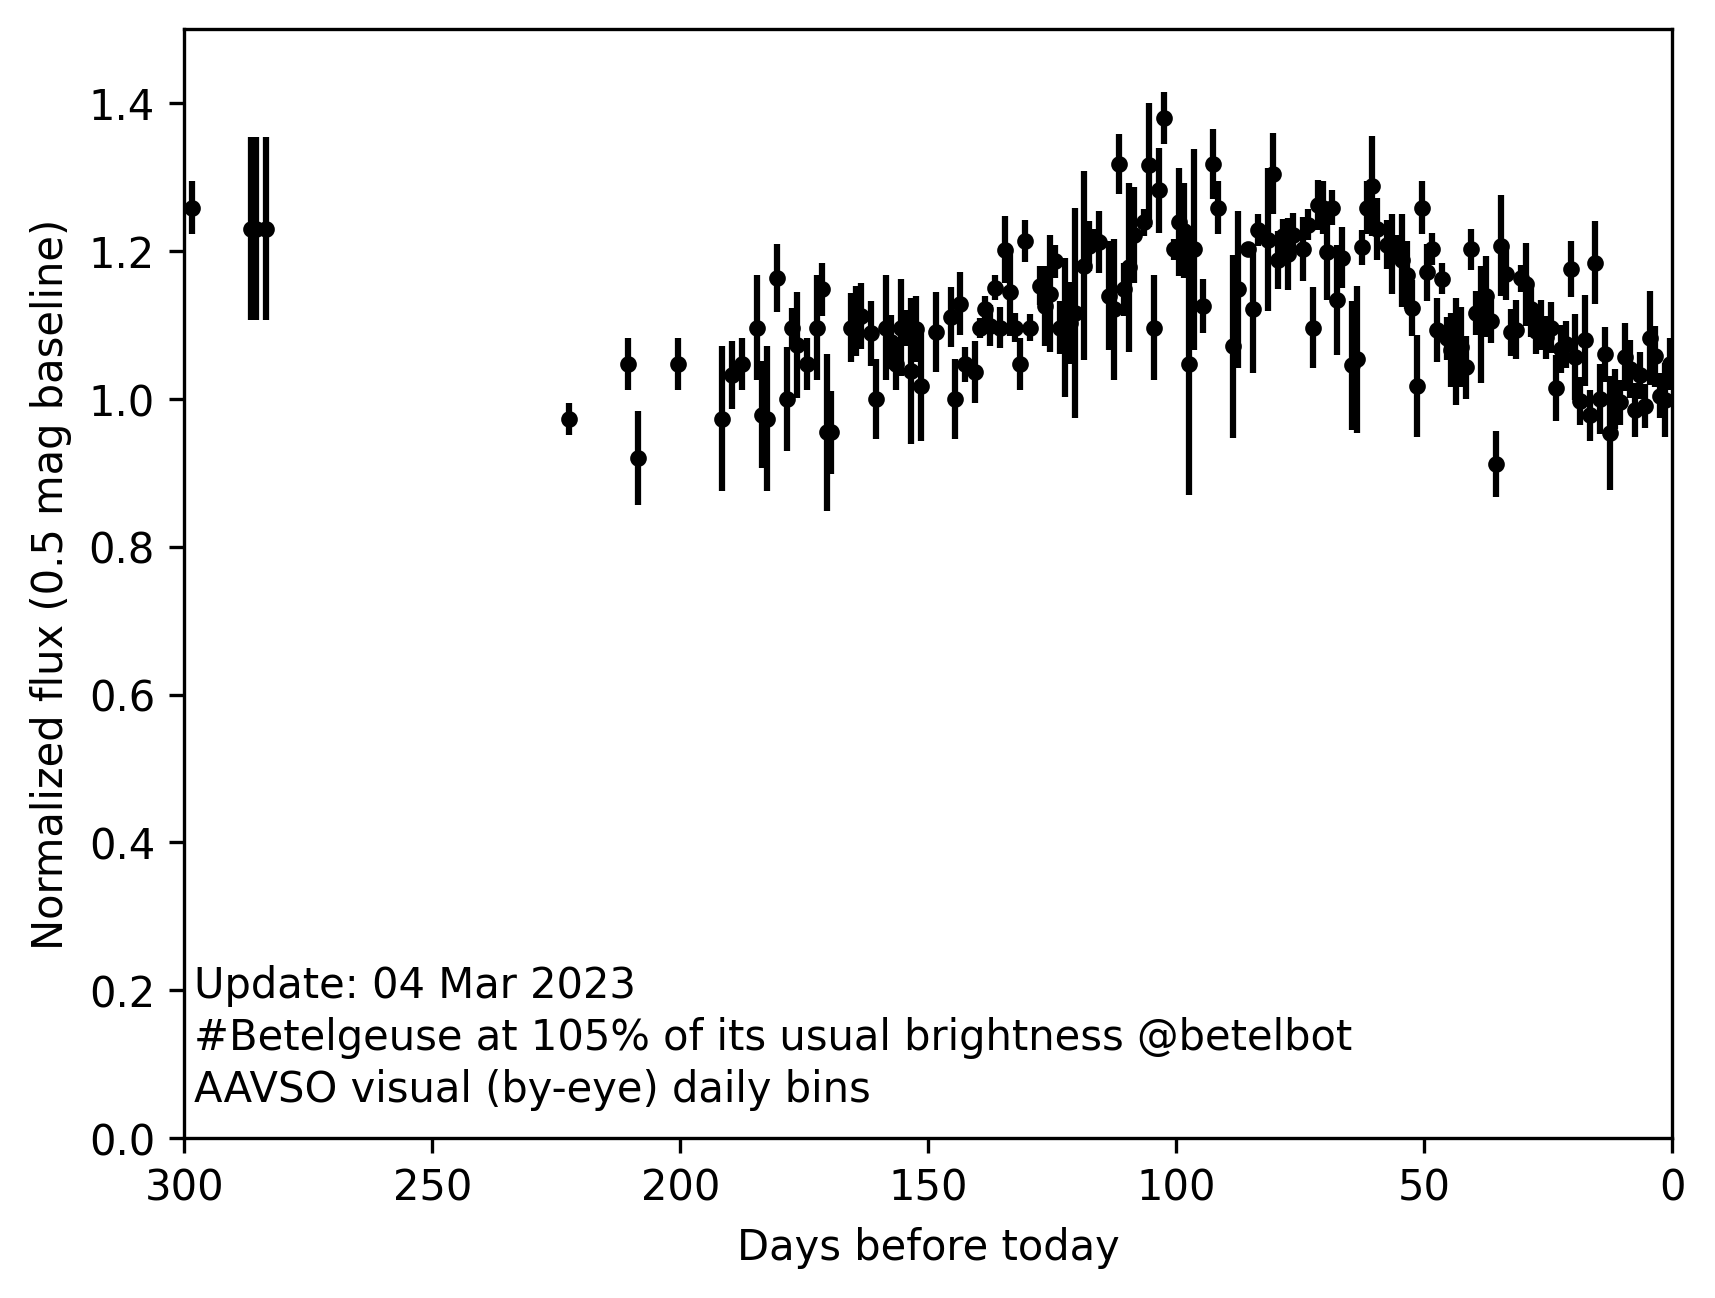 1.4
1.2
1.0
0.8
0.6
0.4
0.2
0.0
Normalized flux (0.5 mag baseline)
Update: 04 Mar 2023
#Betelgeuse at 105% of its usual brightness @betelbot
AAVSO visual (by-eye) daily bins
300 250 200 150 100 50 0
Days before today